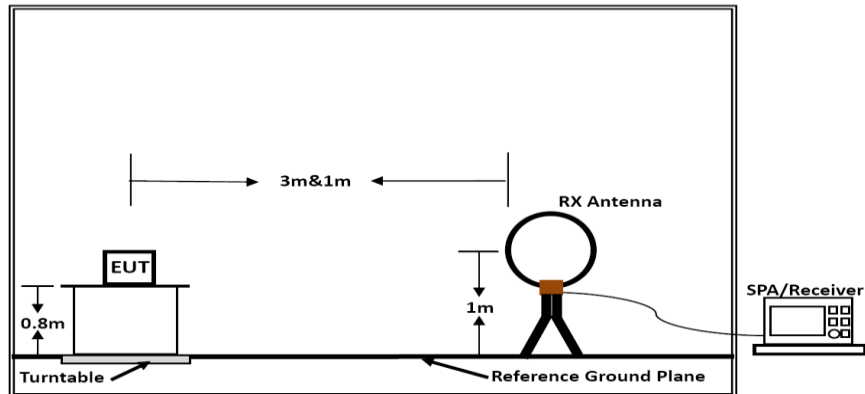 3m&1m
RX Antenna
EUT
SPA/Receiver
0.8m
1m
Turntable
Reference Ground Plane